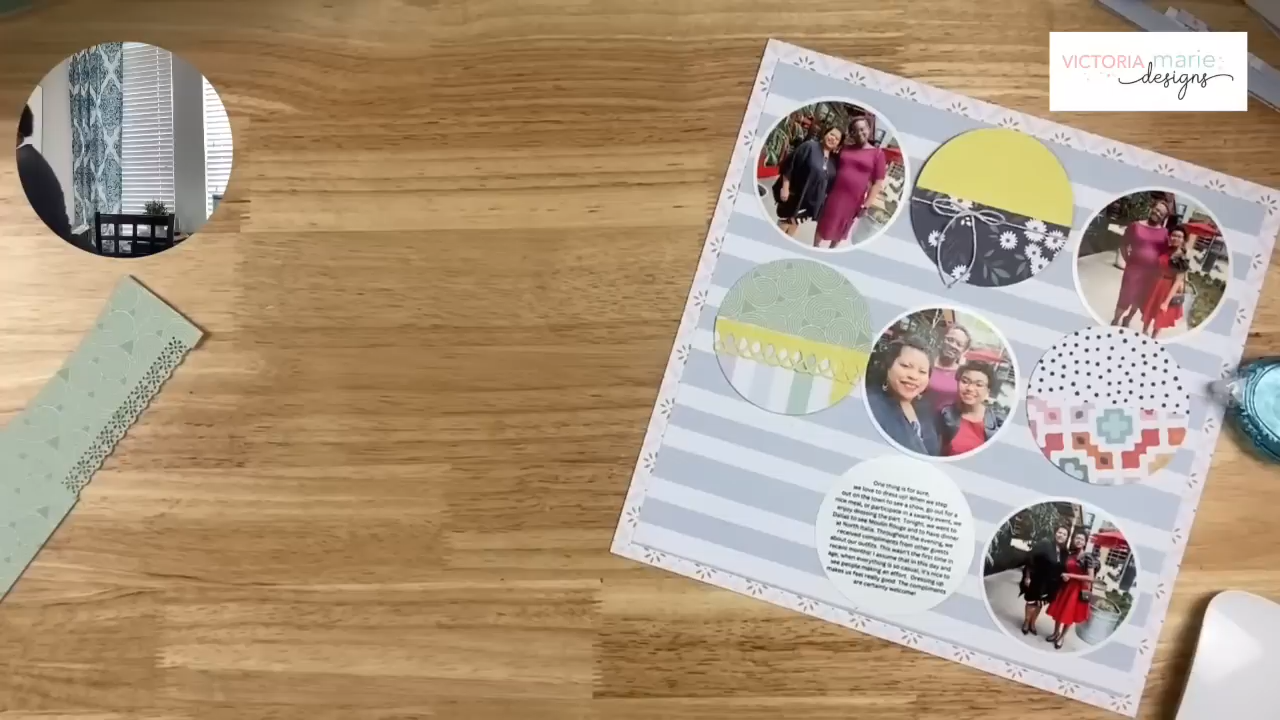 VICTORIA marie
designs
One thing is for sure,
we love to dress up! When we step
out on the town to see a show, go out for a
nice meal, or participate in a swanky event, we
enjoy dressing the part. Tonight, we went to
Dallas to see Moulin Rouge and to have dinner
at North Italia. Throughout the evening, we
received compliments from other guests
about our outfits. This wasn't the first time in
recent months! I assume that in this day and
age, when everything is so casual, it's nice to
see people making an effort. Dressing up
makes us feel really good! The compliments
are certainly welcome!